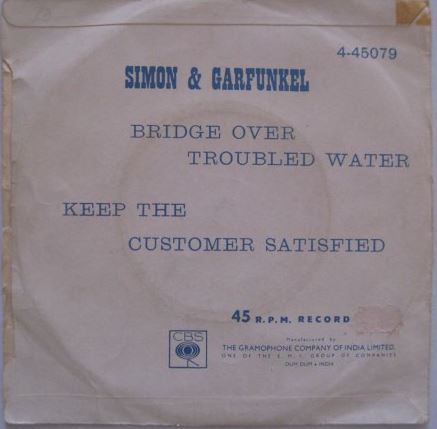 4-45079
SIMON & GARFUNKEL
BRIDGE OVER
TROUBLED WATER
KEEP THE
CUSTOMER SATISFIED
45 R.P.M. RECORD
CBS
Manufactured by
THE GRAMOPHONE COMPANY OF INDIA LIMITED.
ONE OF THE E. M. I. GROUP OF COMPANIES
DUM DUM • INDIA